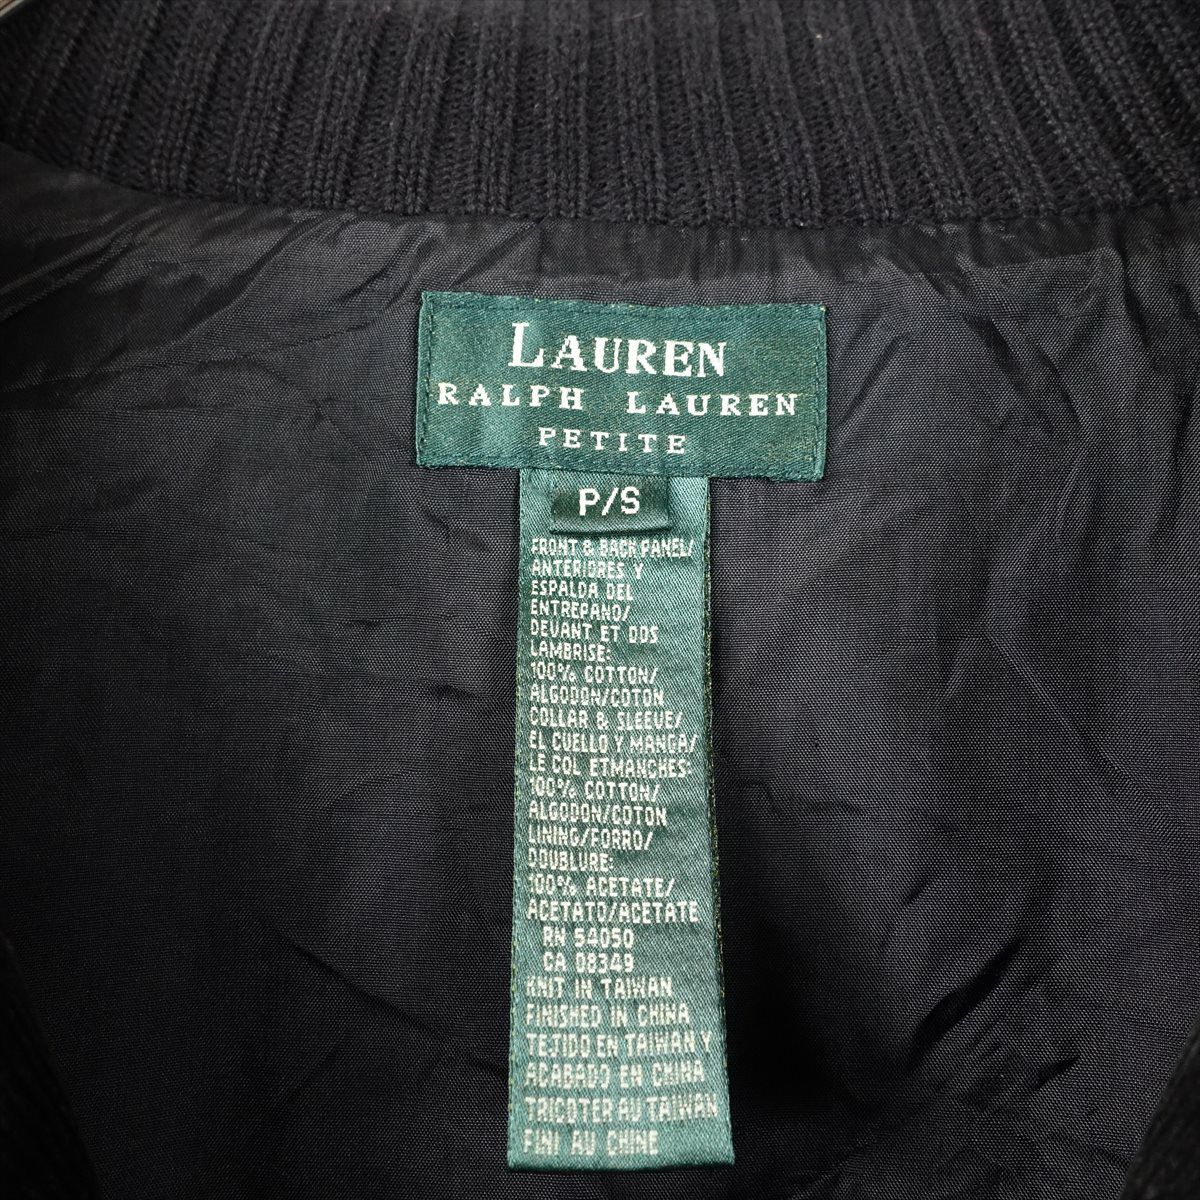 LAUREN
RALPH LAUREN
PETITE
P/S
FRONT & BACK PANEL/
ANTERIORES Y
ESPALDA DEL
ENTREPANO/
DEVANT ET DOS
LAMBRISE:
100% COTTON/
ALGODON/COTON
COLLAR & SLEEVE/
EL CUELLO Y MANGA/
LE COL ETMANCHES:
100% COTTON/
ALGODON/COTON
LINING/FORRO/
DOUBLURE:
100% ACETATE/
ACETATO/ACETATE
RN 54050
CA 08349
KNIT IN TAIWAN
FINISHED IN CHINA
TEJIDO EN TAIWAN Y
ACABADO EN CHINA
TRICOTER AU TAIWAN
FINI AU CHINE